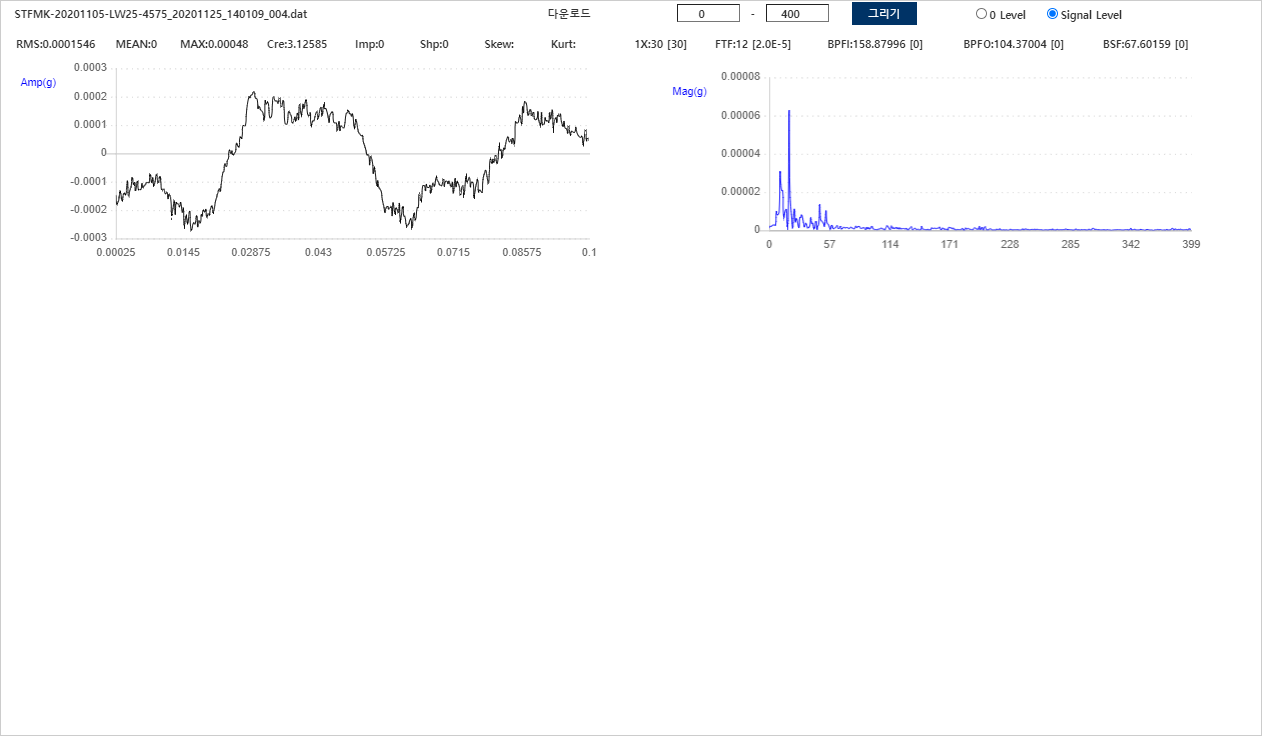 STFMK-20201105-LW25-4575_20201125_140109_004.dat 다운로드 0 - 400 그리기 0 Level Signal Level
RMS:0.0001546 MEAN:0 MAX:0.00048 Cre:3.12585 Imp:0 Shp:0 Skew: Kurt: 1X:30 [30] FTF:12 [2.0E-5] BPFI:158.87996 [0] BPFO:104.37004 [0] BSF:67.60159 [0]
Amp(g)
0.0003
0.0002
0.0001
0
-0.0001
-0.0002
-0.0003
0.00025 0.0145 0.02875 0.043 0.05725 0.0715 0.08575 0.1
Mag(g)
0.00008
0.00006
0.00004
0.00002
0
0 57 114 171 228 285 342 399